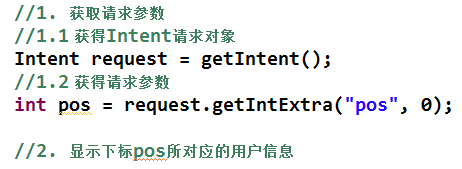 //1. 获取请求参数
//1.1 获得Intent请求对象
Intent request = getIntent();
//1.2 获得请求参数
int pos = request.getIntExtra("pos", 0);
//2. 显示下标pos所对应的用户信息